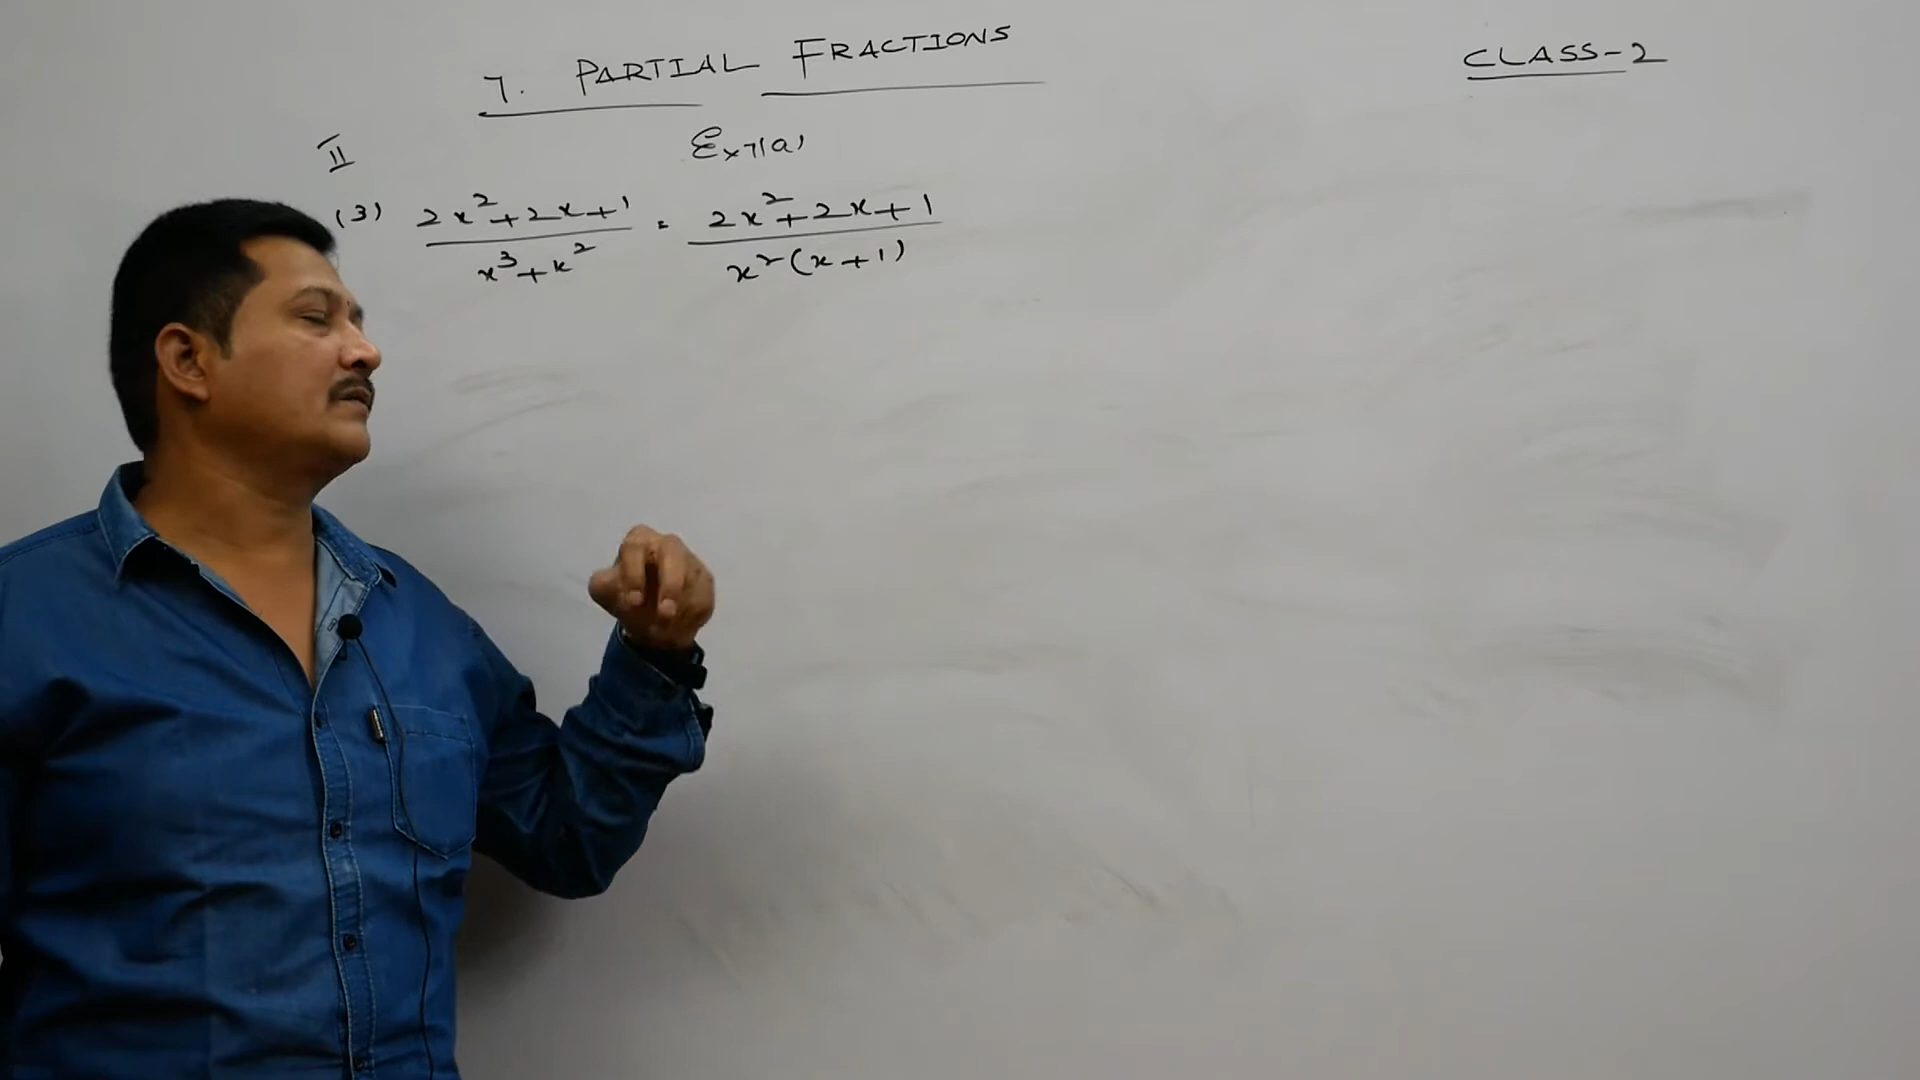 7. PARTIAL FRACTIONS
CLASS-2
II
Ex 7(a)
(3) (2x²+2x+1)/(x³+x²) = (2x²+2x+1)/(x²(x+1))